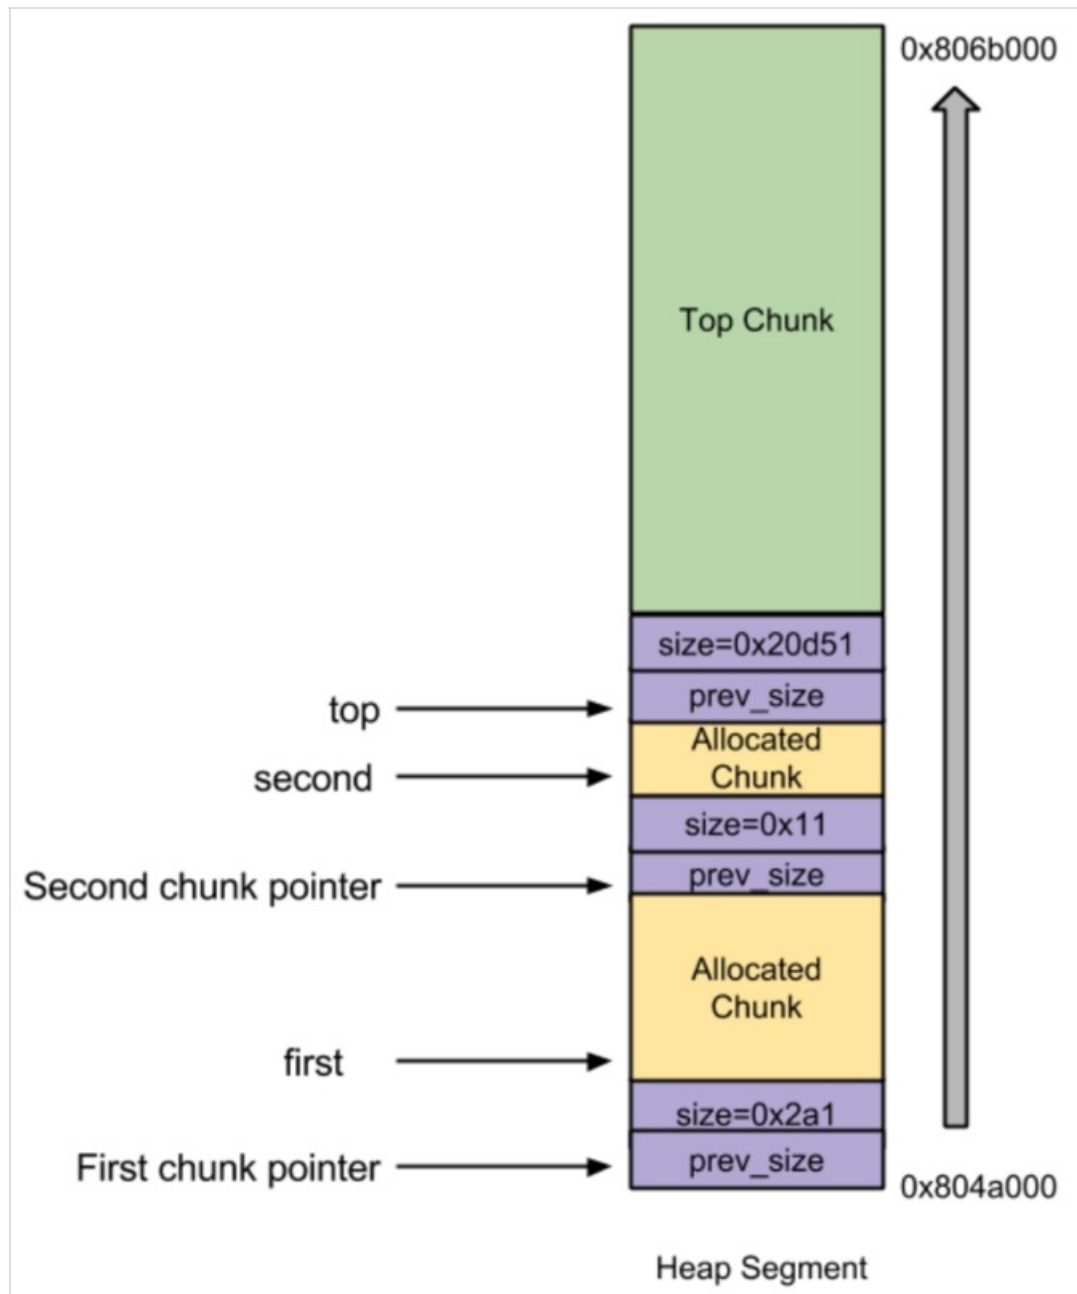 0x806b000
Top Chunk
size=0x20d51
top
prev_size
Allocated
Chunk
second
size=0x11
Second chunk pointer
prev_size
Allocated
Chunk
first
size=0x2a1
First chunk pointer
prev_size
0x804a000
Heap Segment